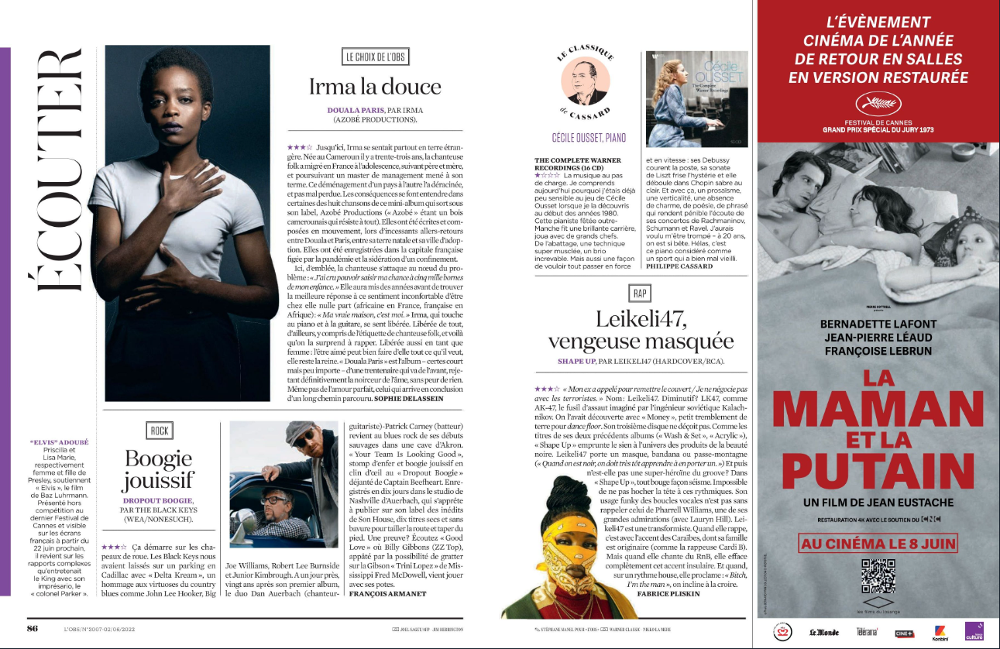 ÉCOUTER
LE CHOIX DE L'OBS
Irma la douce
DOUALA PARIS, PAR IRMA
(AZOBÉ PRODUCTIONS).
★★★☆ Jusqu'ici, Irma se sentait partout en terre étran-
gère. Née au Cameroun il y a trente-trois ans, la chanteuse
folk a migré en France à l'adolescence, suivant père et mère,
et poursuivant un master de management mené à son
terme. Ce déménagement d'un pays à l'autre l'a déracinée,
et pas mal perdue. Les conséquences se font entendre dans
certaines des huit chansons de ce mini-album qui sort sous
son label, Azobé Productions (« Azobé » étant un bois
camerounais qui résiste à tout). Elles ont été écrites et com-
posées en mouvement, lors d'incessants allers-retours
entre Douala et Paris, entre sa terre natale et sa ville d'adop-
tion. Elles ont été enregistrées dans la capitale française
figée par la pandémie et la sidération d'un confinement.
Ici, d'emblée, la chanteuse s'attaque au nœud du pro-
blème : « J'ai cru pouvoir saisir ma chance à cinq mille bornes
de mon enfance. » Elle aura mis des années avant de trouver
la meilleure réponse à ce sentiment inconfortable d'être
chez elle nulle part (africaine en France, française en
Afrique) : « Ma vraie maison, c'est moi. » Irma, qui touche
au piano et à la guitare, se sent libérée. Libérée de tout,
d'ailleurs, y compris de l'étiquette de chanteuse folk, et voilà
qu'on la surprend à rapper. Libérée aussi en tant que
femme : l'être aimé peut bien faire d'elle tout ce qu'il veut,
elle reste la reine. « Douala Paris » est l'album – certes court
mais peu importe – d'une trentenaire qui va de l'avant, reje-
tant définitivement la noirceur de l'âme, sans peur de rien.
Même pas de l'amour parfait, celui qui arrive en conclusion
d'un long chemin parcouru. SOPHIE DELASSEIN
“ELVIS” ADOUBÉ
Priscilla et
Lisa Marie,
respectivement
femme et fille de
Presley, soutiennent
« Elvis », le film
de Baz Luhrmann.
Présenté hors
compétition au
dernier Festival de
Cannes et visible
sur les écrans
français à partir du
22 juin prochain,
il revient sur les
rapports complexes
qu'entretenait
le King avec son
imprésario, le
« colonel Parker ».
ROCK
Boogie
jouissif
DROPOUT BOOGIE,
PAR THE BLACK KEYS
(WEA/NONESUCH).
★★★☆ Ça démarre sur les cha-
peaux de roue. Les Black Keys nous
avaient laissés sur un parking en
Cadillac avec « Delta Kream », un
hommage aux virtuoses du country
blues comme John Lee Hooker, Big
Joe Williams, Robert Lee Burnside
et Junior Kimbrough. A un jour près,
vingt ans après son premier album,
le duo Dan Auerbach (chanteur-
guitariste)-Patrick Carney (batteur)
revient au blues rock de ses débuts
sauvages dans une cave d'Akron.
« Your Team Is Looking Good »,
stomp d'enfer et boogie jouissif en
clin d'œil au « Dropout Boogie »
déjanté de Captain Beefheart. Enre-
gistrés en dix jours dans le studio de
Nashville d'Auerbach, qui s'apprête
à publier sur son label des inédits
de Son House, dix titres secs et sans
bavure pour tailler la route et taper du
pied. Une preuve ? Écoutez « Good
Love » où Billy Gibbons (ZZ Top),
appâté par la possibilité de gratter
sur la Gibson « Trini Lopez » de Mis-
sissippi Fred McDowell, vient jouer
avec ses potes.
FRANÇOIS ARMANET
86
L'OBS/N°3007-02/06/2022
JOEL SAGET/AFP - JIM HERRINGTON
LE CLASSIQUE
de CASSARD
CÉCILE OUSSET, PIANO
Cécile
OUSSET
The Complete
Warner Recordings
THE COMPLETE WARNER
RECORDINGS (16 CD)
★☆☆☆ La musique au pas
de charge. Je comprends
aujourd'hui pourquoi j'étais déjà
peu sensible au jeu de Cécile
Ousset lorsque je la découvris
au début des années 1980.
Cette pianiste fêtée outre-
Manche fit une brillante carrière,
joua avec de grands chefs.
De l'abattage, une technique
super musclée, un brio
increvable. Mais aussi une façon
de vouloir tout passer en force
et en vitesse : ses Debussy
courent la poste, sa sonate
de Liszt frise l'hystérie et elle
déboule dans Chopin sabre au
clair. Et avec ça, un prosaïsme,
une verticalité, une absence
de charme, de poésie, de phrasé
qui rendent pénible l'écoute de
ses concertos de Rachmaninov,
Schumann et Ravel. J'aurais
voulu m'être trompé – à 20 ans,
on est si bête. Hélas, c'est
ce piano considéré comme
un sport qui a bien mal vieilli.
PHILIPPE CASSARD
RAP
Leikeli47,
vengeuse masquée
SHAPE UP, PAR LEIKELI47 (HARDCOVER/RCA).
★★★☆ « Mon ex a appelé pour remettre le couvert / Je ne négocie pas
avec les terroristes. » Nom : Leikeli47. Diminutif ? LK47, comme
AK-47, le fusil d'assaut imaginé par l'ingénieur soviétique Kalach-
nikov. On l'avait découverte avec « Money », petit tremblement de
terre pour dance floor. Son troisième disque ne déçoit pas. Comme les
titres de ses deux précédents albums (« Wash & Set », « Acrylic »),
« Shape Up » emprunte le sien à l'univers des produits de la beauté
noire. Leikeli47 porte un masque, bandana ou passe-montagne
(« Quand on est noir, on doit très tôt apprendre à en porter un. ») Et puis
n'est-elle pas une super-héroïne du groove ? Dans
« Shape Up », tout bouge façon séisme. Impossible
de ne pas hocher la tête à ces rythmiques. Son
usage funky des boucles vocales n'est pas sans
rappeler celui de Pharrell Williams, une de ses
grandes admirations (avec Lauryn Hill). Lei-
keli47 est une transformiste. Quand elle rappe,
c'est avec l'accent des Caraïbes, dont sa famille
est originaire (comme la rappeuse Cardi B).
Mais quand elle chante du RnB, elle efface
complètement cet accent insulaire. Et quand,
sur un rythme house, elle proclame : « Bitch,
I'm the man », on incline à la croire.
FABRICE PLISKIN
STÉPHANE MANEL POUR « L'OBS » WARNER CLASSIC - NIKKO LA MERE
L'ÉVÈNEMENT
CINÉMA DE L'ANNÉE
DE RETOUR EN SALLES
EN VERSION RESTAURÉE
FESTIVAL DE CANNES
GRAND PRIX SPÉCIAL DU JURY 1973
PIERRE COTTRELL
présente
BERNADETTE LAFONT
JEAN-PIERRE LÉAUD
FRANÇOISE LEBRUN
LA
MAMAN
ET LA
PUTAIN
UN FILM DE JEAN EUSTACHE
RESTAURATION 4K AVEC LE SOUTIEN DU CNC
AU CINÉMA LE 8 JUIN
les films du losange
Le Monde
Télérama'
CINE+
Konbini
france
culture